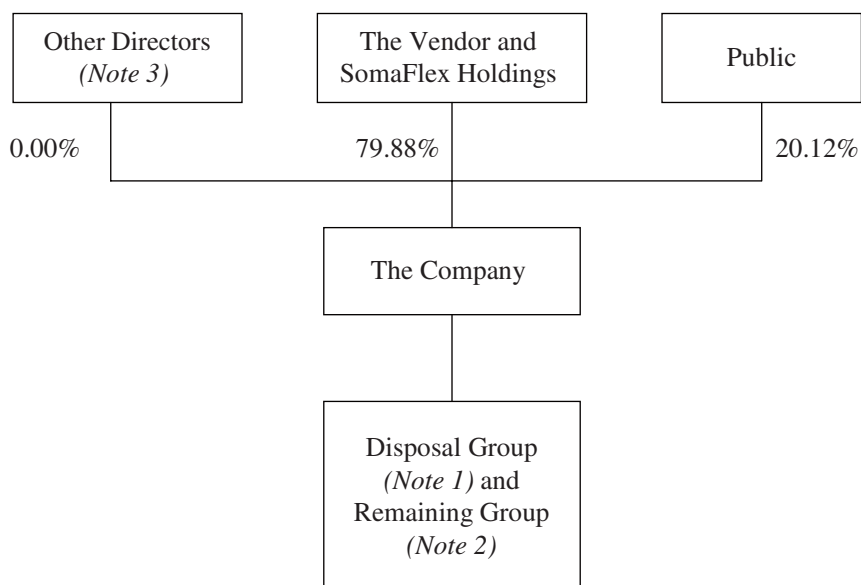 Other Directors
(Note 3)
The Vendor and
SomaFlex Holdings
Public
0.00%
79.88%
20.12%
The Company
Disposal Group
(Note 1) and
Remaining Group
(Note 2)